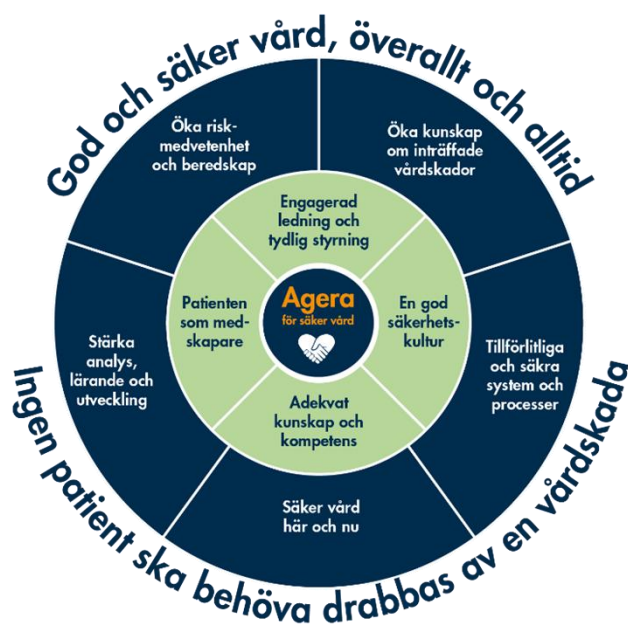 God och säker vård, överallt och alltid
Öka risk-
medvetenhet
och beredskap
Öka kunskap
om inträffade
vårdskador
Engagerad
ledning och
tydlig styrning
Patienten
som med-
skapare
Agera
för säker vård
En god
säkerhets-
kultur
Stärka
analys,
lärande och
utveckling
Tillförlitliga
och säkra
system och
processer
Adekvat
kunskap och
kompetens
Säker vård
här och nu
Ingen patient ska behöva drabbas av en vårdskada